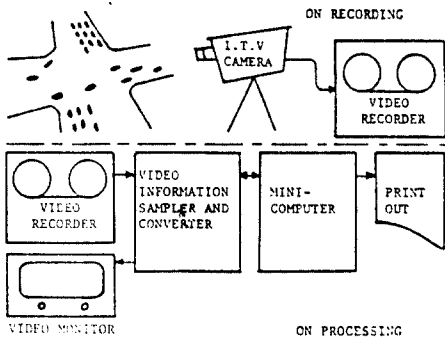 ON RECORDING
I.T.V
CAMERA
VIDEO
RECORDER
VIDEO
RECORDER
VIDEO
INFORMATION
SAMPLER AND
CONVERTER
MINI-
COMPUTER
PRINT
OUT
VIDEO MONITOR
ON PROCESSING